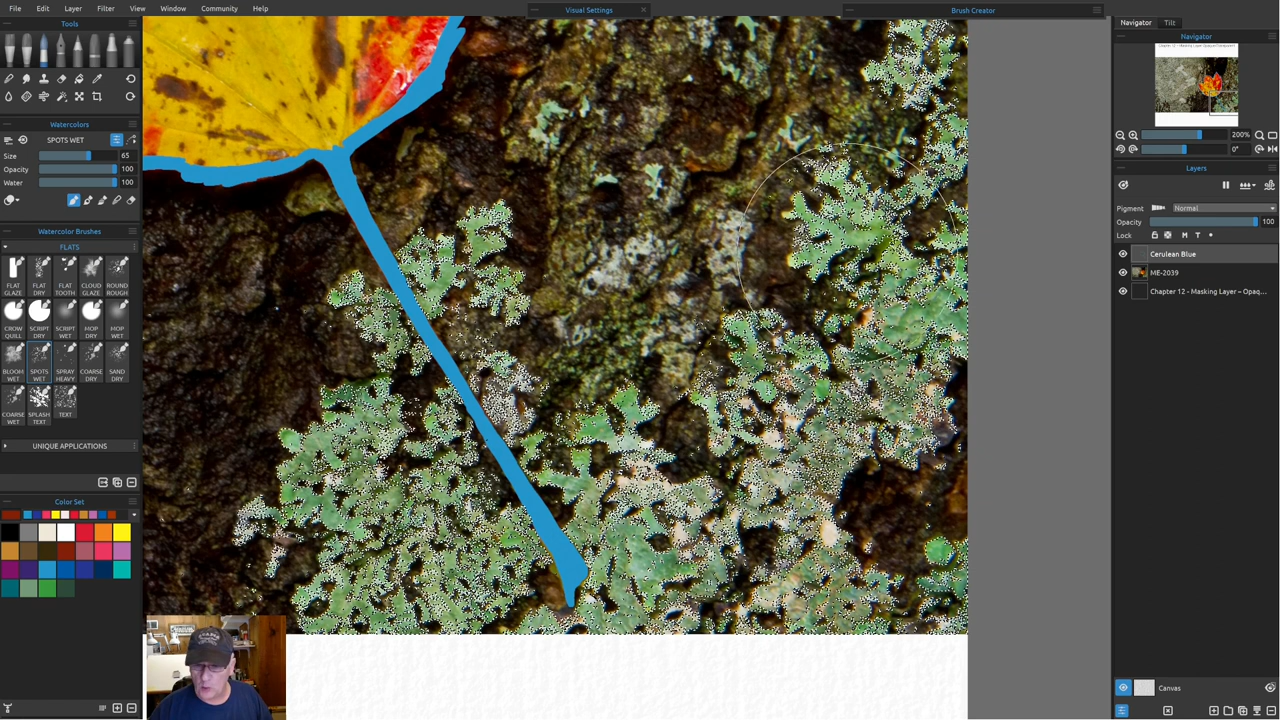 File Edit Layer Filter View Window Community Help
Visual Settings
Brush Creator
Tools
Navigator Tilt
Navigator
Watercolors
SPOTS WET
Size 65
Opacity 100
Water 100
200%
0°
Layers
Pigment Normal
Opacity 100
Lock M T
Cerulean Blue
ME-2039
Chapter 12 - Masking Layer – Opaq...
Watercolor Brushes
FLATS
FLAT GLAZE
FLAT DRY
FLAT TOOTH
CLOUD GLAZE
ROUND ROUGH
CROW QUILL
SCRIPT DRY
SCRIPT WET
MOP DRY
MOP WET
BLOOM WET
SPOTS WET
SPRAY HEAVY
COARSE DRY
SAND DRY
COARSE WET
SPLASH TEXT
TEXT
UNIQUE APPLICATIONS
Color Set
Canvas